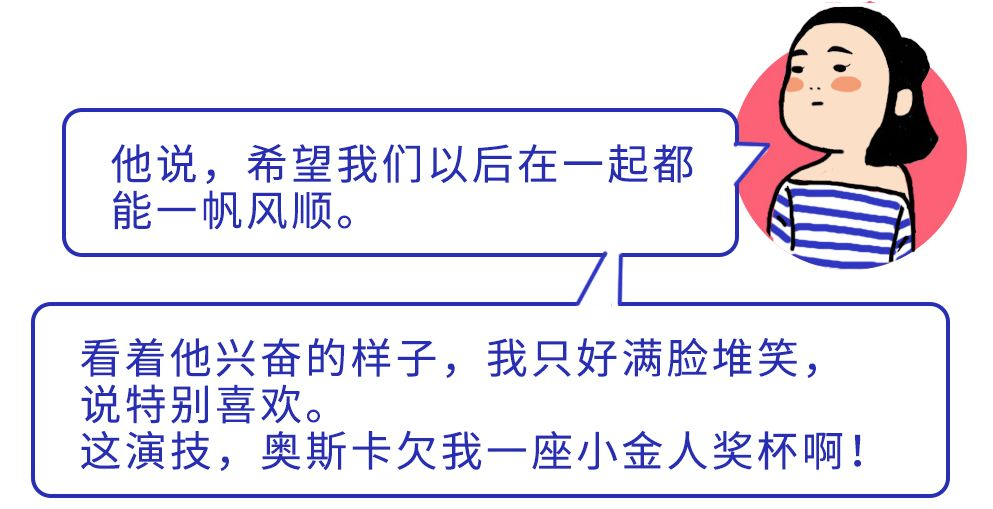 他说，希望我们以后在一起都
能一帆风顺。
看着他兴奋的样子，我只好满脸堆笑，
说特别喜欢。
这演技，奥斯卡欠我一座小金人奖杯啊！